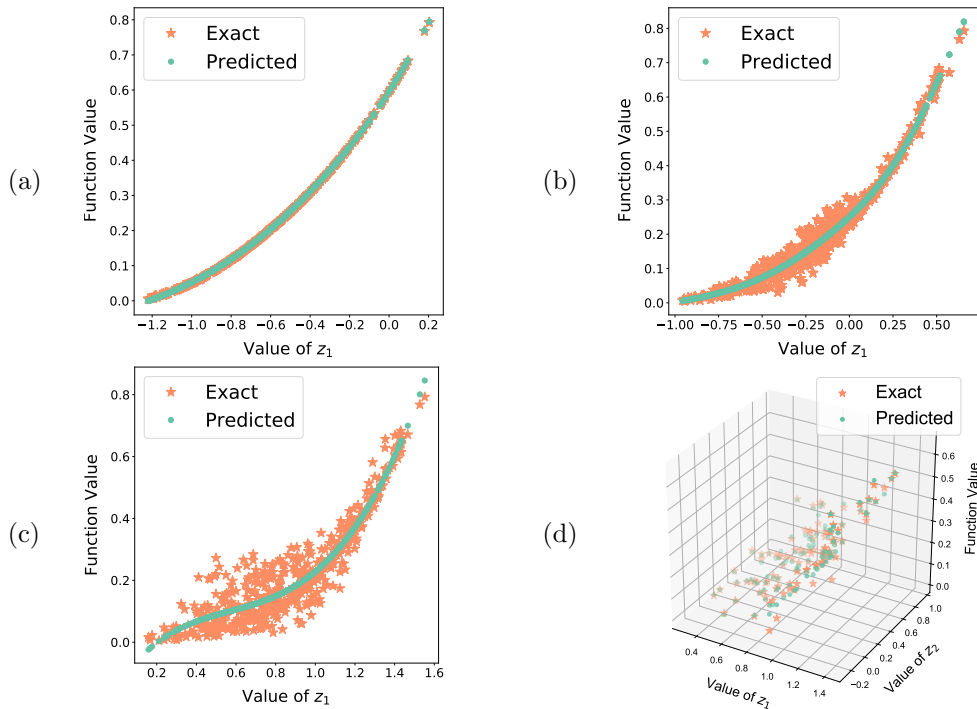 (a)
Exact
Predicted
Function Value
0.8
0.7
0.6
0.5
0.4
0.3
0.2
0.1
0.0
−1.2 −1.0 −0.8 −0.6 −0.4 −0.2 0.0 0.2
Value of z₁
(b)
Exact
Predicted
Function Value
0.8
0.7
0.6
0.5
0.4
0.3
0.2
0.1
0.0
−1.00 −0.75 −0.50 −0.25 0.00 0.25 0.50
Value of z₁
(c)
Exact
Predicted
Function Value
0.8
0.6
0.4
0.2
0.0
0.2 0.4 0.6 0.8 1.0 1.2 1.4 1.6
Value of z₁
(d)
Exact
Predicted
Function Value
0.6
0.5
0.4
0.3
0.2
0.1
0.0
1.0
0.8
0.6
0.4
0.2
0.0
−0.2
Value of z₂
0.4 0.6 0.8 1.0 1.2 1.4
Value of z₁